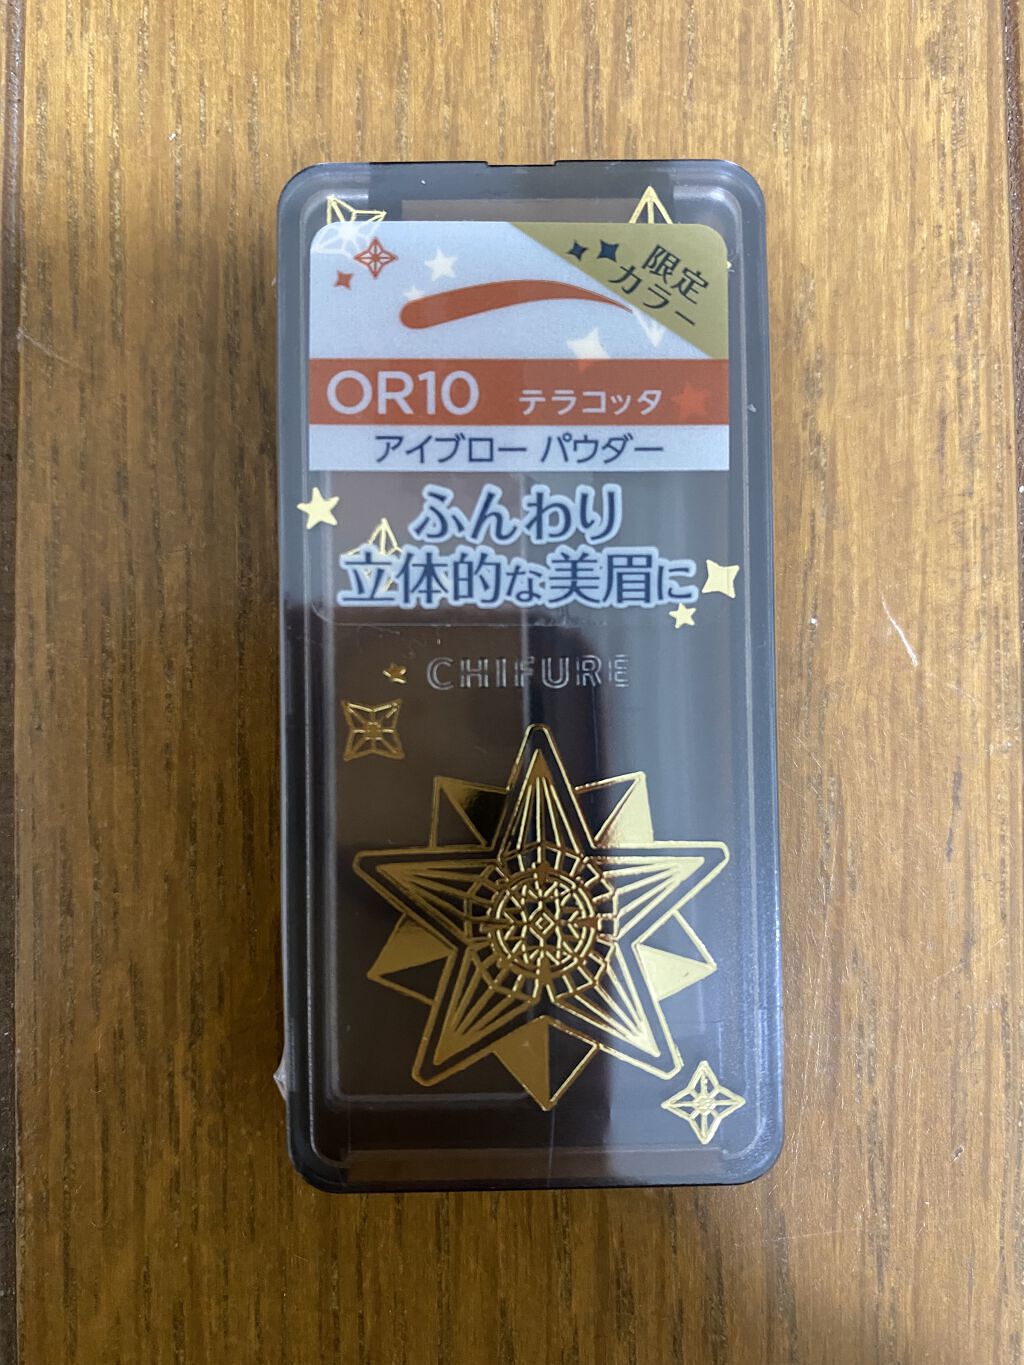 限定
カラー
OR10 テラコッタ
アイブロー パウダー
ふんわり
立体的な美眉に
CHIFURE